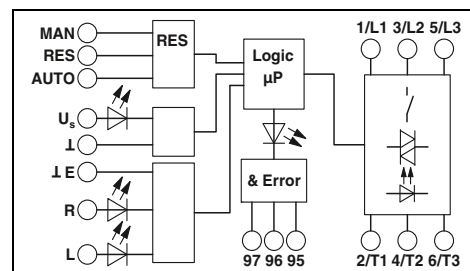 MAN
RES
AUTO
RES
Us
⊥
⊥ E
R
L
Logic
µP
& Error
97 96 95
1/L1 3/L2 5/L3
2/T1 4/T2 6/T3